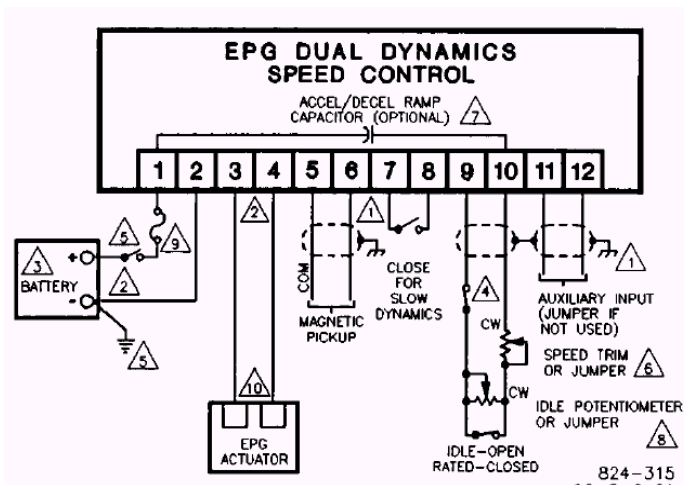 EPG DUAL DYNAMICS
SPEED CONTROL
ACCEL/DECEL RAMP
CAPACITOR (OPTIONAL)
7
1 2 3 4 5 6 7 8 9 10 11 12
3
+
BATTERY
-
5
2
5
9
2
10
EPG
ACTUATOR
COM
MAGNETIC
PICKUP
1
CLOSE
FOR
SLOW
DYNAMICS
4
CW
CW
IDLE-OPEN
RATED-CLOSED
1
AUXILIARY INPUT
(JUMPER IF
NOT USED)
SPEED TRIM
OR JUMPER
6
IDLE POTENTIOMETER
OR JUMPER
8
824-315